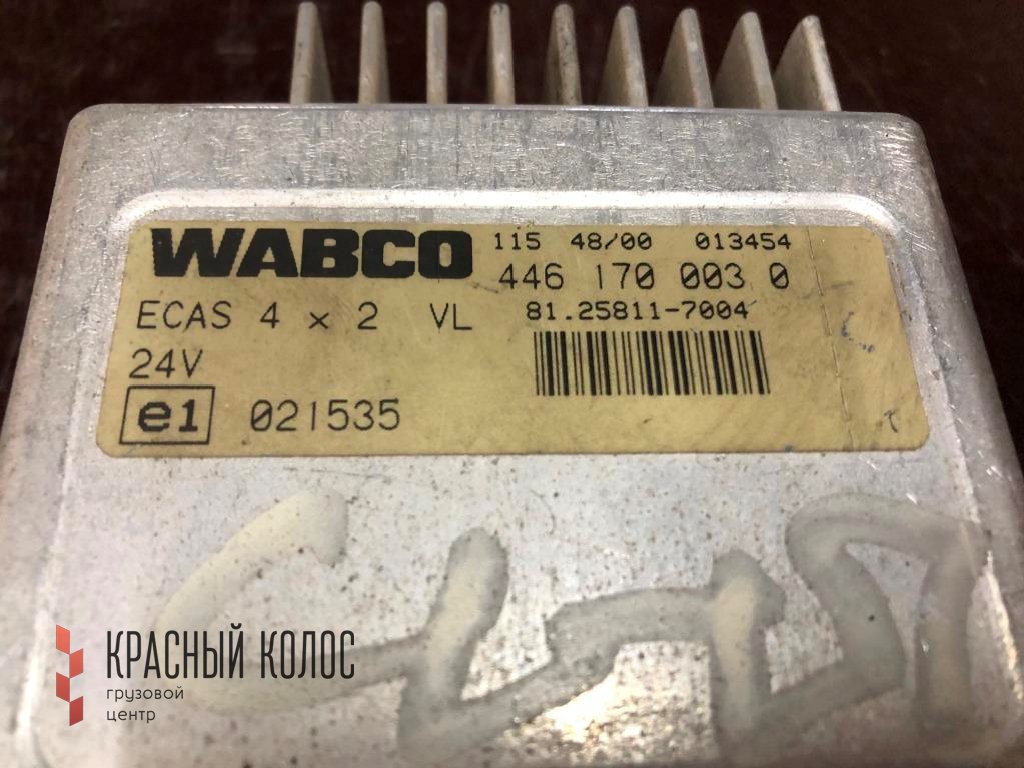 WABCO 115 48/00 013454
446 170 003 0
ECAS 4 x 2 VL 81.25811-7004
24V
e1 021535
КРАСНЫЙ КОЛОС
грузовой
центр